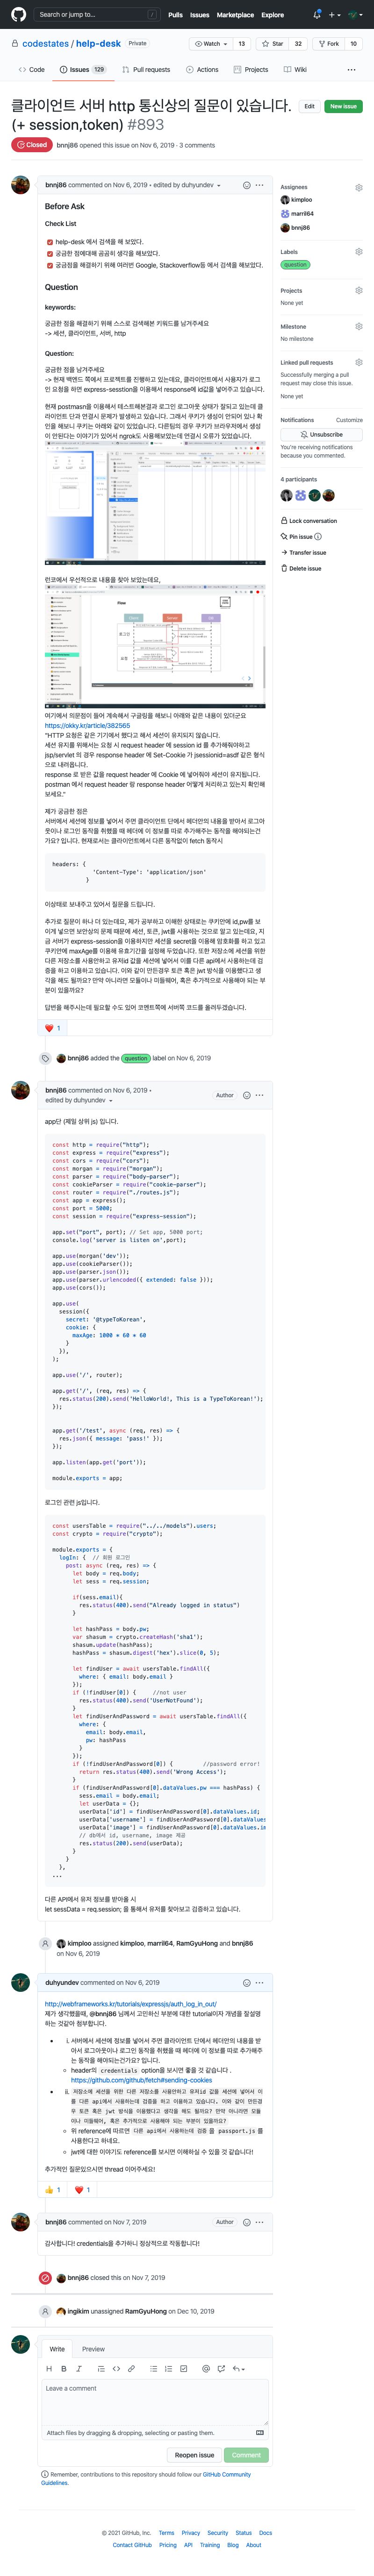 Search or jump to...
/
Pulls Issues Marketplace Explore
codestates / help-desk Private
Watch 13 Star 32 Fork 10
Code Issues 129 Pull requests Actions Projects Wiki
클라이언트 서버 http 통신상의 질문이 있습니다. (+ session,token) #893
Edit New issue
Closed bnnj86 opened this issue on Nov 6, 2019 · 3 comments
bnnj86 commented on Nov 6, 2019 • edited by duhyundev
Before Ask
Check List
help-desk 에서 검색을 해 보았다.
궁금한 점에대해 곰곰히 생각을 해보았다.
궁금점을 해결하기 위해 여러번 Google, Stackoverflow등 에서 검색을 해보았다.
Question
keywords:
궁금한 점을 해결하기 위해 스스로 검색해본 키워드를 남겨주세요
-> 세션, 클라이언트, 서버, http
Question:
궁금한 점을 남겨주세요
-> 현재 백엔드 쪽에서 프로젝트를 진행하고 있는데요, 클라이언트에서 사용자가 로그
인 요청을 하면 express-session을 이용해서 response에 id값을 넣어주고 있습니다.
현재 postman을 이용해서 테스트해본결과 로그인 로그아웃 상태가 잘되고 있는데 클
라이언트 단과 연결시 문제가 발생하고 있습니다. 그래서 쿠키가 생성이 안되어 있나 확
인을 해보니 쿠키는 아래와 같이 있었습니다. 다른팀의 경우 쿠키가 브라우저에서 생성
이 안된다는 이야기가 있어서 ngrok도 사용해보았는데 연결시 오류가 있었습니다.
런코에서 우선적으로 내용을 찾아 보았는데요,
여기에서 의문점이 들어 계속해서 구글링을 해보니 아래와 같은 내용이 있더군요
https://okky.kr/article/382565
"HTTP 요청은 같은 기기에서 했다고 해서 세션이 유지되지 않습니다.
세션 유지를 위해서는 요청 시 request header 에 session id 를 추가해줘야하고
jsp/servlet 의 경우 response header 에 Set-Cookie 가 jsessionid=asdf 같은 형식
으로 내려옵니다.
response 로 받은 값을 request header 에 Cookie 에 넣어줘야 세션이 유지됩니다.
postman 에서 request header 랑 response header 어떻게 처리하고 있는지 확인해
보세요."
제가 궁금한 점은
서버에서 세션에 정보를 넣어서 주면 클라이언트 단에서 헤더안의 내용을 받아서 로그아
웃이나 로그인 동작을 취했을 때 헤더에 이 정보를 따로 추가해주는 동작을 해야되는건가
요? 입니다. 현재로는 클라이언트에서 다른 동작없이 fetch 동작시
headers: {
'Content-Type': 'application/json'
}
이상태로 보내주고 있어서 질문을 드립니다.
추가로 질문이 하나 더 있는데요, 제가 공부하고 이해한 상태로는 쿠키안에 id,pw를 보
이게 넣으면 보안상의 문제 때문에 세션, 토큰, jwt를 사용하는 것으로 알고 있는데요, 지
금 서버가 express-session을 이용하지만 세션을 secret을 이용해 암호화를 하고 있고
쿠키안에 maxAge를 이용해 유효기간을 설정해 두었습니다. 또한 저장소에 세션을 위한
다른 저장소를 사용안하고 유저id 값을 세션에 넣어서 이를 다른 api에서 사용하는데 검
증을 하고 이용하고 있습니다. 이와 같이 만든경우 토큰 혹은 jwt 방식을 이용했다고 생
각을 해도 될까요? 만약 아니라면 모듈이나 미들웨어, 혹은 추가적으로 사용해야 되는 부
분이 있을까요?
답변을 해주시는데 필요할 수도 있어 코멘트쪽에 서버쪽 코드를 올려두겠습니다.
❤️ 1
bnnj86 added the question label on Nov 6, 2019
bnnj86 commented on Nov 6, 2019 •
edited by duhyundev
Author
app단 (제일 상위 js) 입니다.
const http = require("http");
const express = require("express");
const cors = require("cors");
const morgan = require("morgan");
const parser = require("body-parser");
const cookieParser = require("cookie-parser");
const router = require("./routes.js");
const app = express();
const port = 5000;
const session = require("express-session");
app.set("port", port); // Set app, 5000 port;
console.log('server is listen on',port);
app.use(morgan('dev'));
app.use(cookieParser());
app.use(parser.json());
app.use(parser.urlencoded({ extended: false }));
app.use(cors());
app.use(
session({
secret: '@typeToKorean',
cookie: {
maxAge: 1000 * 60 * 60
}
}),
);
app.use('/', router);
app.get('/', (req, res) => {
res.status(200).send('HelloWorld!, This is a TypeToKorean!');
});
app.get('/test', async (req, res) => {
res.json({ message: 'pass!' });
});
app.listen(app.get('port'));
module.exports = app;
로그인 관련 js입니다.
const usersTable = require("../../models").users;
const crypto = require("crypto");
module.exports = {
logIn: { // 회원 로그인
post: async (req, res) => {
let body = req.body;
let sess = req.session;
if(sess.email){
res.status(400).send("Already logged in status")
}
let hashPass = body.pw;
var shasum = crypto.createHash('sha1');
shasum.update(hashPass);
hashPass = shasum.digest('hex').slice(0, 5);
let findUser = await usersTable.findAll({
where: { email: body.email }
});
if (!findUser[0]) { //not user
res.status(400).send('UserNotFound');
}
let findUserAndPassword = await usersTable.findAll({
where: {
email: body.email,
pw: hashPass
}
});
if (!findUserAndPassword[0]) { //password error!
return res.status(400).send('Wrong Access');
}
if (findUserAndPassword[0].dataValues.pw === hashPass) {
sess.email = body.email;
let userData = {};
userData['id'] = findUserAndPassword[0].dataValues.id;
userData['username'] = findUserAndPassword[0].dataValues
userData['image'] = findUserAndPassword[0].dataValues.im
// db에서 id, username, image 제공
res.status(200).send(userData);
}
}
},
...
다른 API에서 유저 정보를 받아올 시
let sessData = req.session; 을 통해서 유저를 찾아보고 검증하고 있습니다.
kimploo assigned kimploo, marril64, RamGyuHong and bnnj86
on Nov 6, 2019
duhyundev commented on Nov 6, 2019
http://webframeworks.kr/tutorials/expressjs/auth_log_in_out/
제가 생각했을때, @bnnj86 님께서 고민하신 부분에 대한 tutorial이자 개념을 잘설명
하는 것같아 첨부합니다.
i. 서버에서 세션에 정보를 넣어서 주면 클라이언트 단에서 헤더안의 내용을 받
아서 로그아웃이나 로그인 동작을 취했을 때 헤더에 이 정보를 따로 추가해주
는 동작을 해야되는건가요? 입니다.
header의 credentials option을 보시면 좋을 것 같습니다 .
https://github.com/github/fetch#sending-cookies
ii. 저장소에 세션을 위한 다른 저장소를 사용안하고 유저id 값을 세션에 넣어서 이
를 다른 api에서 사용하는데 검증을 하고 이용하고 있습니다. 이와 같이 만든경
우 토큰 혹은 jwt 방식을 이용했다고 생각을 해도 될까요? 만약 아니라면 모듈
이나 미들웨어, 혹은 추가적으로 사용해야 되는 부분이 있을까요?
위 reference에 따르면 다른 api에서 사용하는데 검증 을 passport.js 를
사용한다고 하네요.
jwt에 대한 이야기도 reference를 보시면 이해하실 수 있을 것 같습니다!
추가적인 질문있으시면 thread 이어주세요!
👍 1 ❤️ 1
bnnj86 commented on Nov 7, 2019 Author
감사합니다! credentials을 추가하니 정상적으로 작동합니다!
bnnj86 closed this on Nov 7, 2019
ingikim unassigned RamGyuHong on Dec 10, 2019
Write Preview
Leave a comment
Attach files by dragging & dropping, selecting or pasting them.
Reopen issue Comment
Remember, contributions to this repository should follow our GitHub Community
Guidelines.
Assignees
kimploo
marril64
bnnj86
Labels
question
Projects
None yet
Milestone
No milestone
Linked pull requests
Successfully merging a pull
request may close this issue.
None yet
Notifications Customize
Unsubscribe
You're receiving notifications
because you commented.
4 participants
Lock conversation
Pin issue
Transfer issue
Delete issue
© 2021 GitHub, Inc. Terms Privacy Security Status Docs
Contact GitHub Pricing API Training Blog About